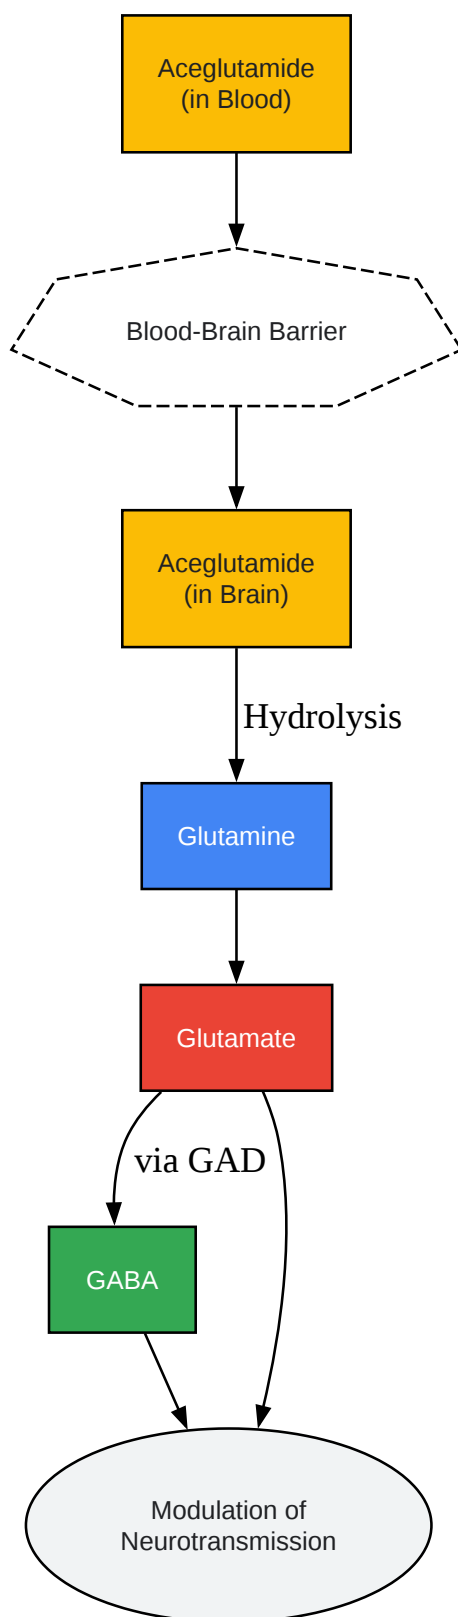 Aceglutamide
(in Blood)
Blood-Brain Barrier
Aceglutamide
(in Brain)
Hydrolysis
Glutamine
Glutamate
via GAD
GABA
Modulation of
Neurotransmission